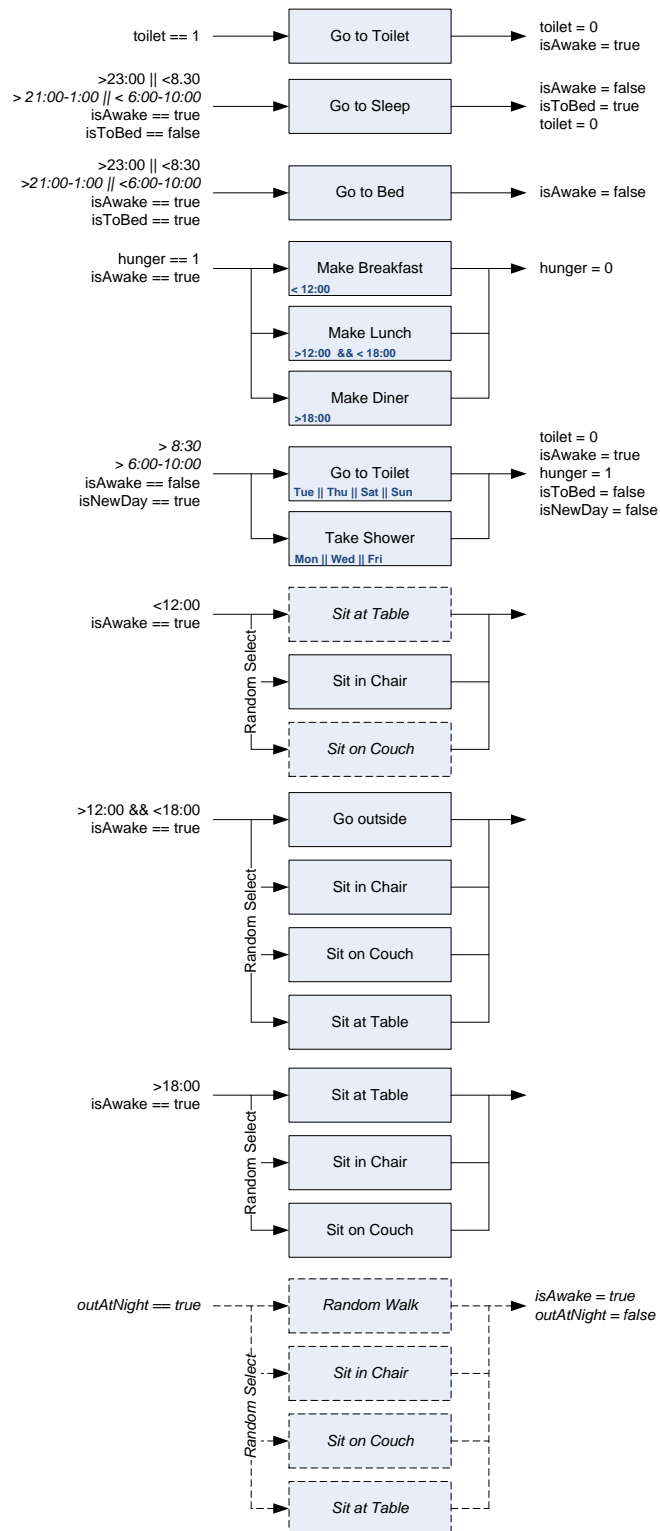 toilet == 1
Go to Toilet
toilet = 0
isAwake = true
>23:00 || <8.30
> 21:00-1:00 || < 6:00-10:00
isAwake == true
isToBed == false
Go to Sleep
isAwake = false
isToBed = true
toilet = 0
>23:00 || <8:30
>21:00-1:00 || <6:00-10:00
isAwake == true
isToBed == true
Go to Bed
isAwake = false
hunger == 1
isAwake == true
Make Breakfast
< 12:00
hunger = 0
Make Lunch
>12:00 && < 18:00
Make Diner
>18:00
> 8:30
> 6:00-10:00
isAwake == false
isNewDay == true
Go to Toilet
Tue || Thu || Sat || Sun
toilet = 0
isAwake = true
hunger = 1
isToBed = false
isNewDay = false
Take Shower
Mon || Wed || Fri
<12:00
isAwake == true
Random Select
Sit at Table
Sit in Chair
Sit on Couch
>12:00 && <18:00
isAwake == true
Random Select
Go outside
Sit in Chair
Sit on Couch
Sit at Table
>18:00
isAwake == true
Random Select
Sit at Table
Sit in Chair
Sit on Couch
outAtNight == true
Random Select
Random Walk
isAwake = true
outAtNight = false
Sit in Chair
Sit on Couch
Sit at Table